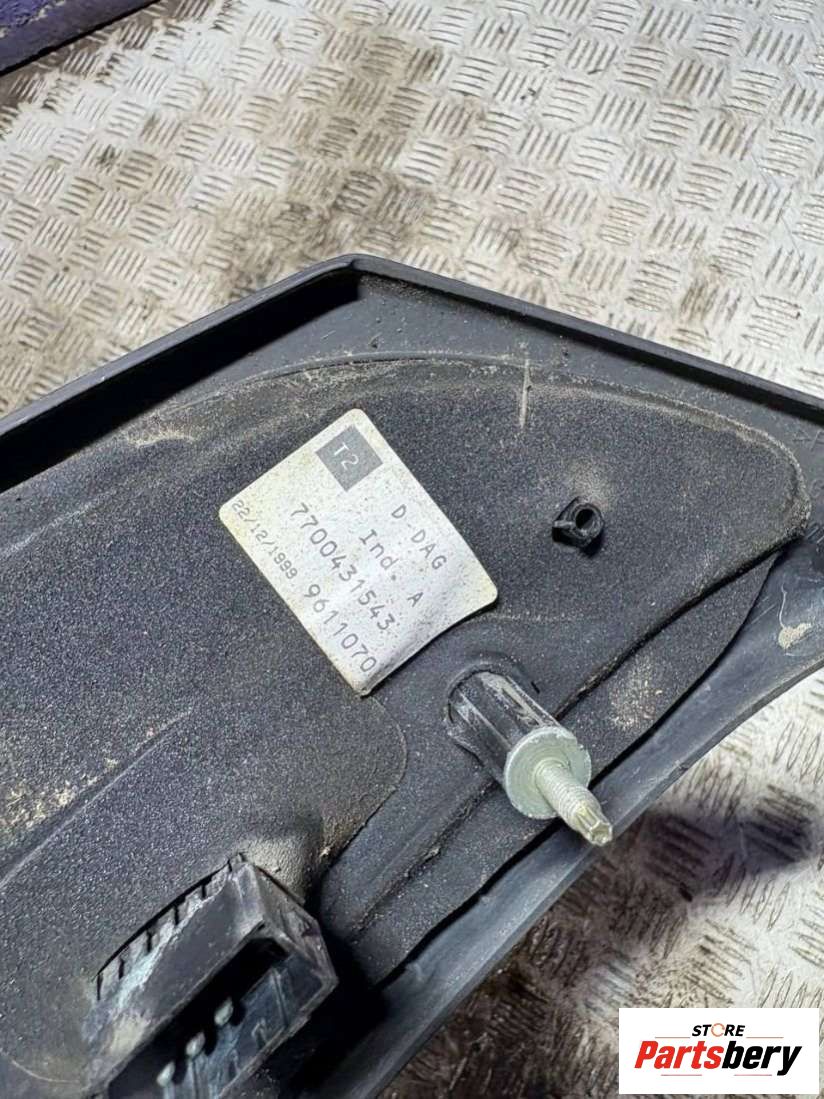 T2
D-DAG
Ind. A
7700431543
22/12/1999 9611070
STORE
Partsbery